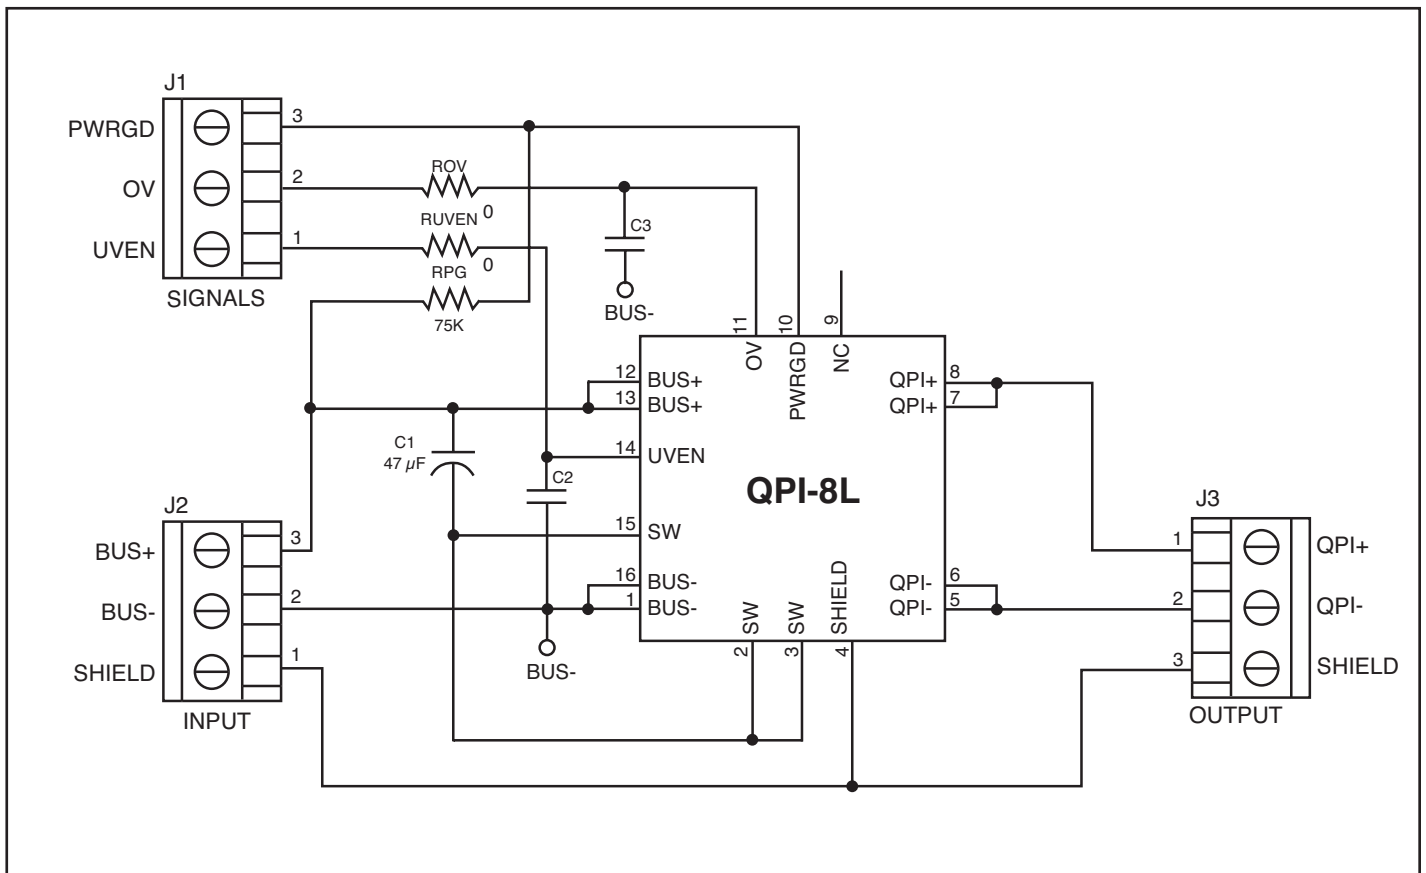 J1
PWRGD
3
OV
2
ROV
0
UVEN
1
RUVEN
0
RPG
75K
SIGNALS
C3
BUS-
11
10
9
OV
PWRGD
NC
12 BUS+
13 BUS+
QPI+ 8
QPI+ 7
C1
47 µF
14 UVEN
C2
QPI-8L
15 SW
16 BUS-
1 BUS-
QPI- 6
QPI- 5
SW
SW
SHIELD
2
3
4
BUS-
J2
BUS+
3
BUS-
2
SHIELD
1
INPUT
J3
1
QPI+
2
QPI-
3
SHIELD
OUTPUT